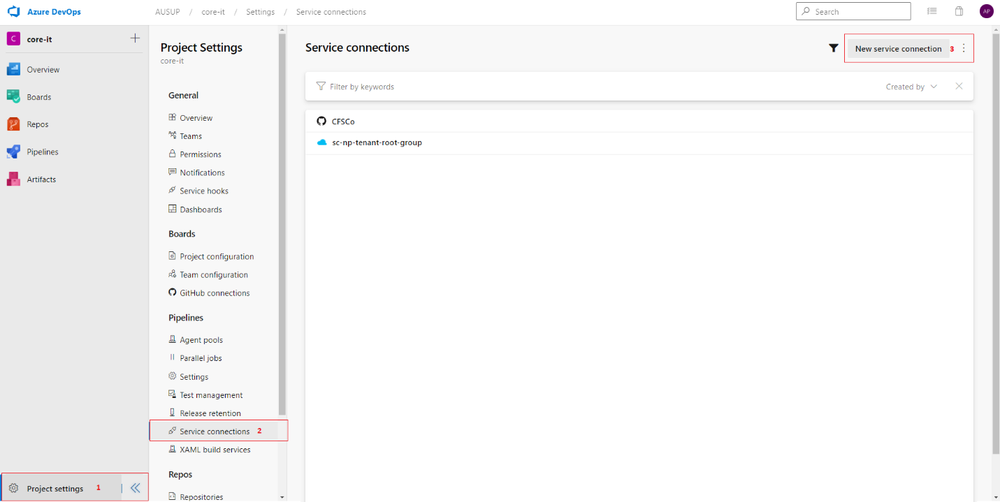 Azure DevOps
AUSUP / core-it / Settings / Service connections
Search
AP
C core-it
Overview
Boards
Repos
Pipelines
Artifacts
Project settings 1
Project Settings
core-it
General
Overview
Teams
Permissions
Notifications
Service hooks
Dashboards
Boards
Project configuration
Team configuration
GitHub connections
Pipelines
Agent pools
Parallel jobs
Settings
Test management
Release retention
Service connections 2
XAML build services
Repos
Repositories
Service connections
New service connection 3
Filter by keywords
Created by
CFSCo
sc-np-tenant-root-group